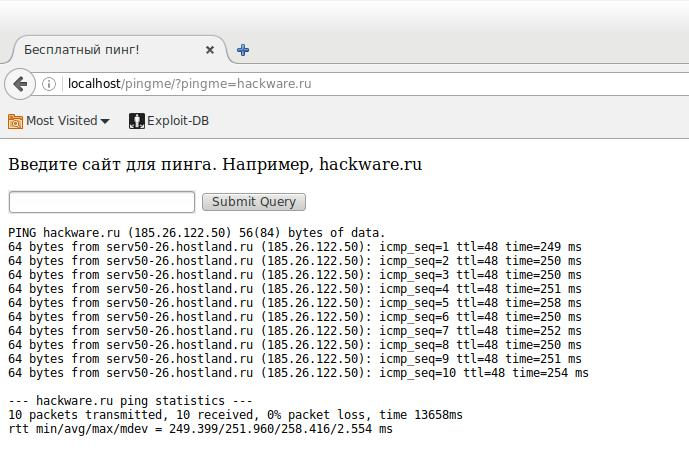 Бесплатный пинг!
localhost/pingme/?pingme=hackware.ru
Most Visited
Exploit-DB
Введите сайт для пинга. Например, hackware.ru
Submit Query
PING hackware.ru (185.26.122.50) 56(84) bytes of data.
64 bytes from serv50-26.hostland.ru (185.26.122.50): icmp_seq=1 ttl=48 time=249 ms
64 bytes from serv50-26.hostland.ru (185.26.122.50): icmp_seq=2 ttl=48 time=250 ms
64 bytes from serv50-26.hostland.ru (185.26.122.50): icmp_seq=3 ttl=48 time=250 ms
64 bytes from serv50-26.hostland.ru (185.26.122.50): icmp_seq=4 ttl=48 time=251 ms
64 bytes from serv50-26.hostland.ru (185.26.122.50): icmp_seq=5 ttl=48 time=258 ms
64 bytes from serv50-26.hostland.ru (185.26.122.50): icmp_seq=6 ttl=48 time=250 ms
64 bytes from serv50-26.hostland.ru (185.26.122.50): icmp_seq=7 ttl=48 time=252 ms
64 bytes from serv50-26.hostland.ru (185.26.122.50): icmp_seq=8 ttl=48 time=250 ms
64 bytes from serv50-26.hostland.ru (185.26.122.50): icmp_seq=9 ttl=48 time=251 ms
64 bytes from serv50-26.hostland.ru (185.26.122.50): icmp_seq=10 ttl=48 time=254 ms
--- hackware.ru ping statistics ---
10 packets transmitted, 10 received, 0% packet loss, time 13658ms
rtt min/avg/max/mdev = 249.399/251.960/258.416/2.554 ms